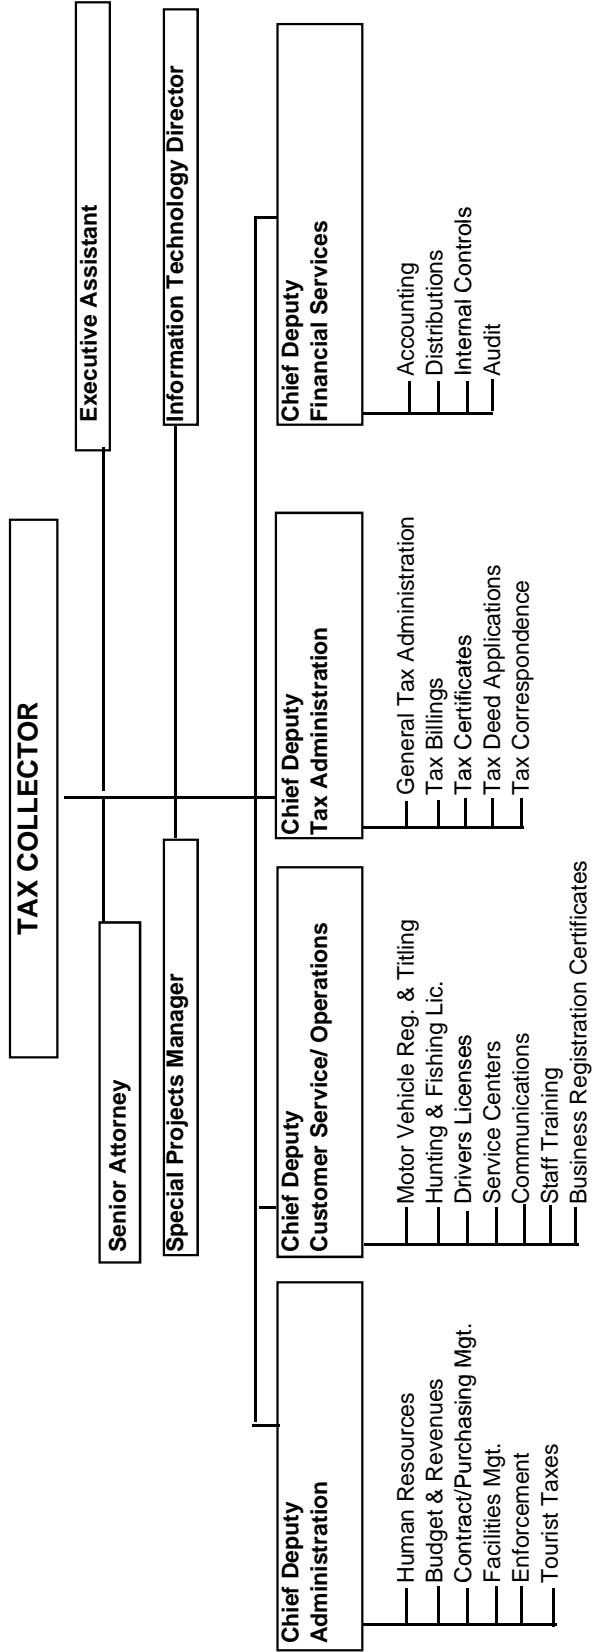 TAX COLLECTOR
Senior Attorney
Executive Assistant
Special Projects Manager
Information Technology Director
Chief Deputy
Administration
Human Resources
Budget & Revenues
Contract/Purchasing Mgt.
Facilities Mgt.
Enforcement
Tourist Taxes
Chief Deputy
Customer Service/ Operations
Motor Vehicle Reg. & Titling
Hunting & Fishing Lic.
Drivers Licenses
Service Centers
Communications
Staff Training
Business Registration Certificates
Chief Deputy
Tax Administration
General Tax Administration
Tax Billings
Tax Certificates
Tax Deed Applications
Tax Correspondence
Chief Deputy
Financial Services
Accounting
Distributions
Internal Controls
Audit